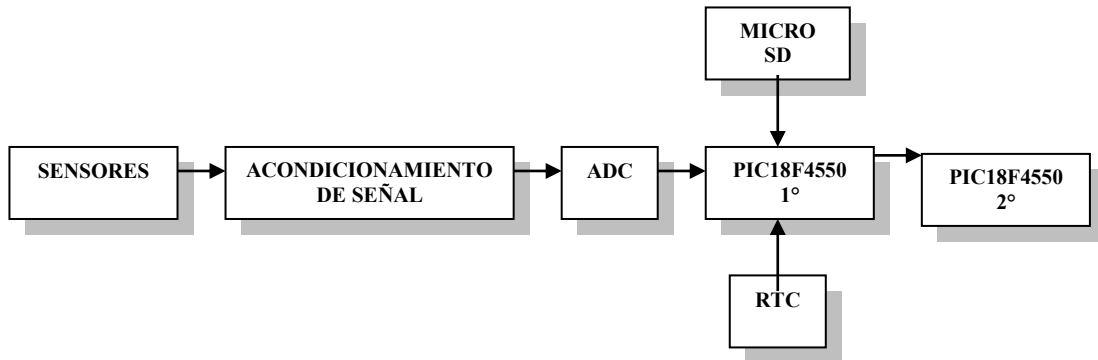 MICRO
SD
SENSORES
ACONDICIONAMIENTO
DE SEÑAL
ADC
PIC18F4550
1°
PIC18F4550
2°
RTC